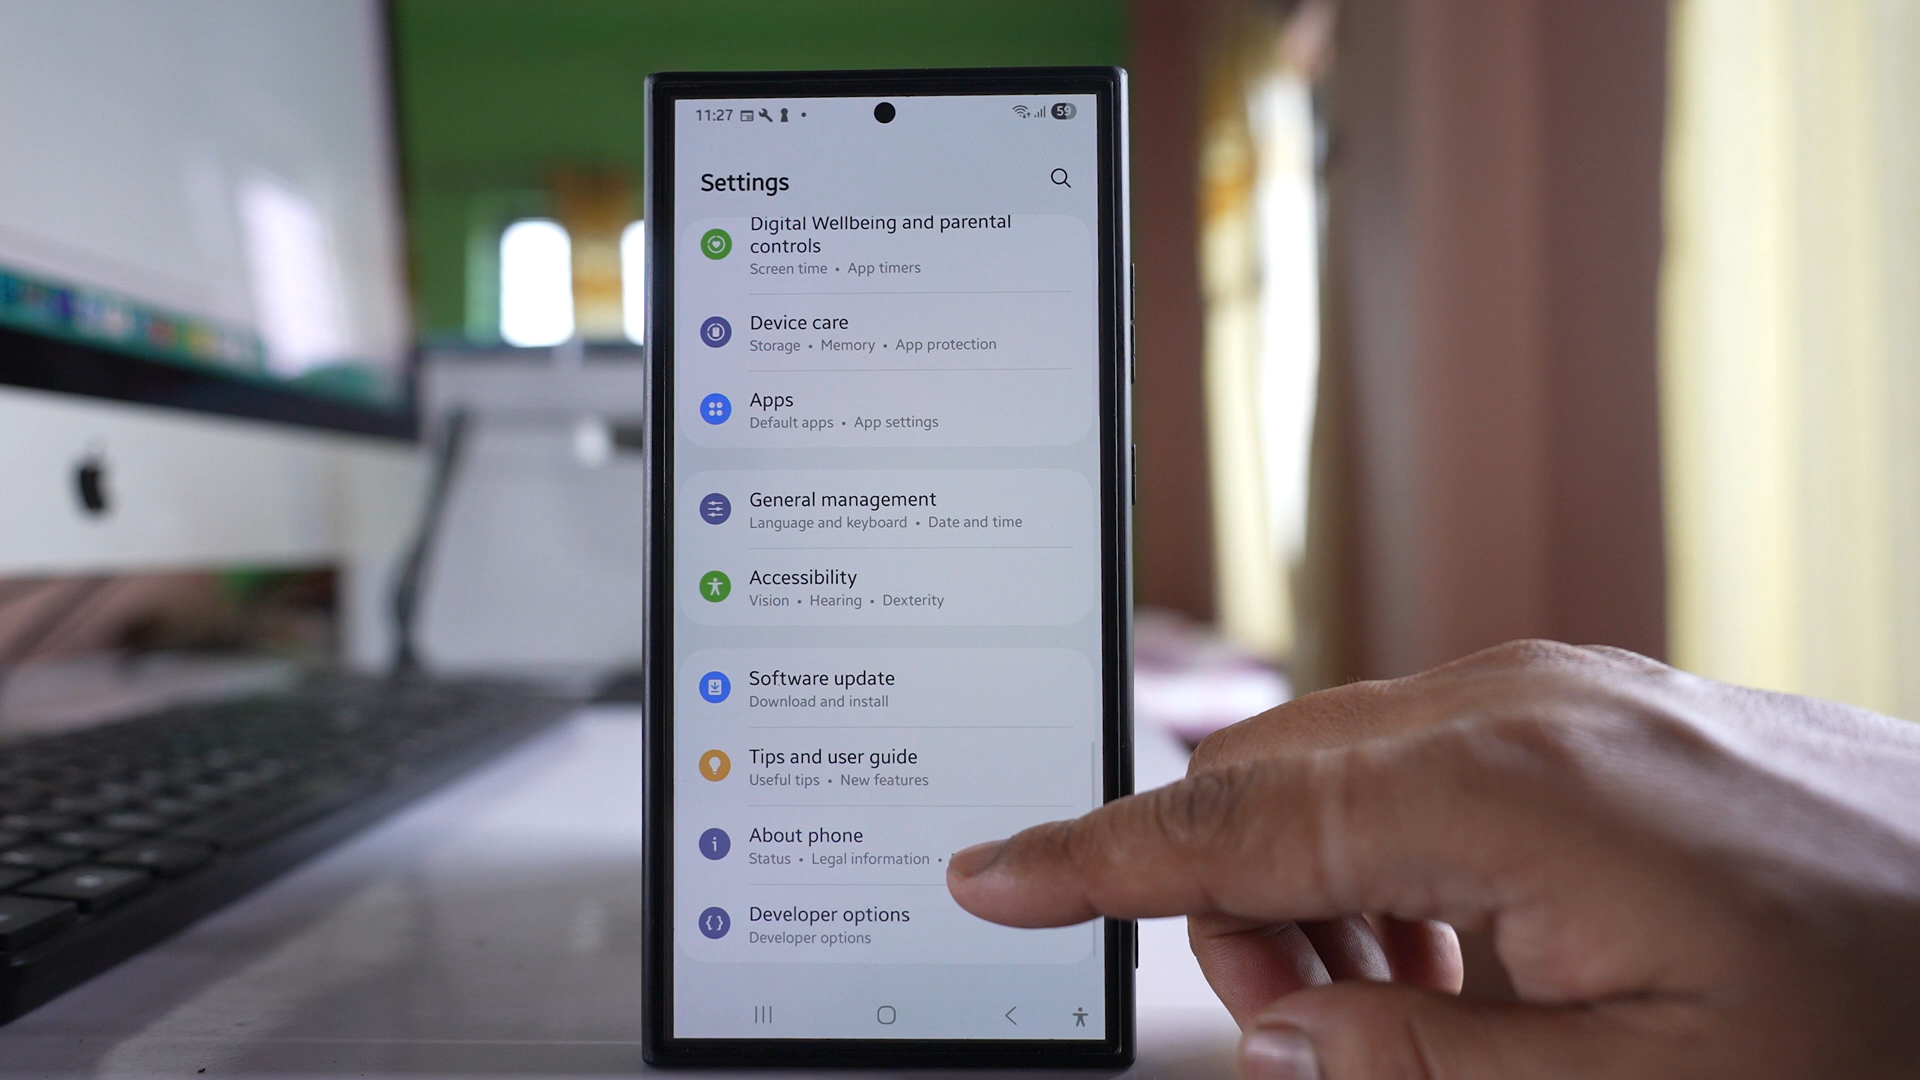 11:27
59
Settings
Digital Wellbeing and parental
controls
Screen time • App timers
Device care
Storage • Memory • App protection
Apps
Default apps • App settings
General management
Language and keyboard • Date and time
Accessibility
Vision • Hearing • Dexterity
Software update
Download and install
Tips and user guide
Useful tips • New features
About phone
Status • Legal information •
Developer options
Developer options